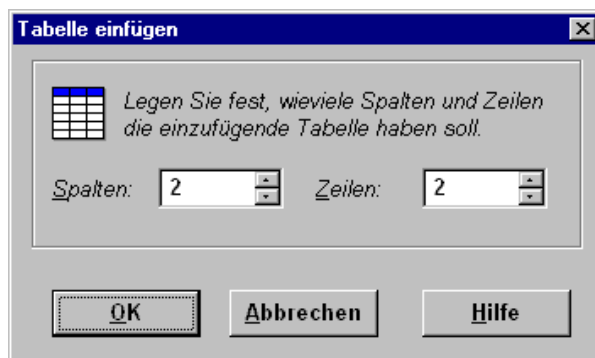 Tabelle einfügen
Legen Sie fest, wieviele Spalten und Zeilen
die einzufügende Tabelle haben soll.
Spalten: 2 Zeilen: 2
OK Abbrechen Hilfe